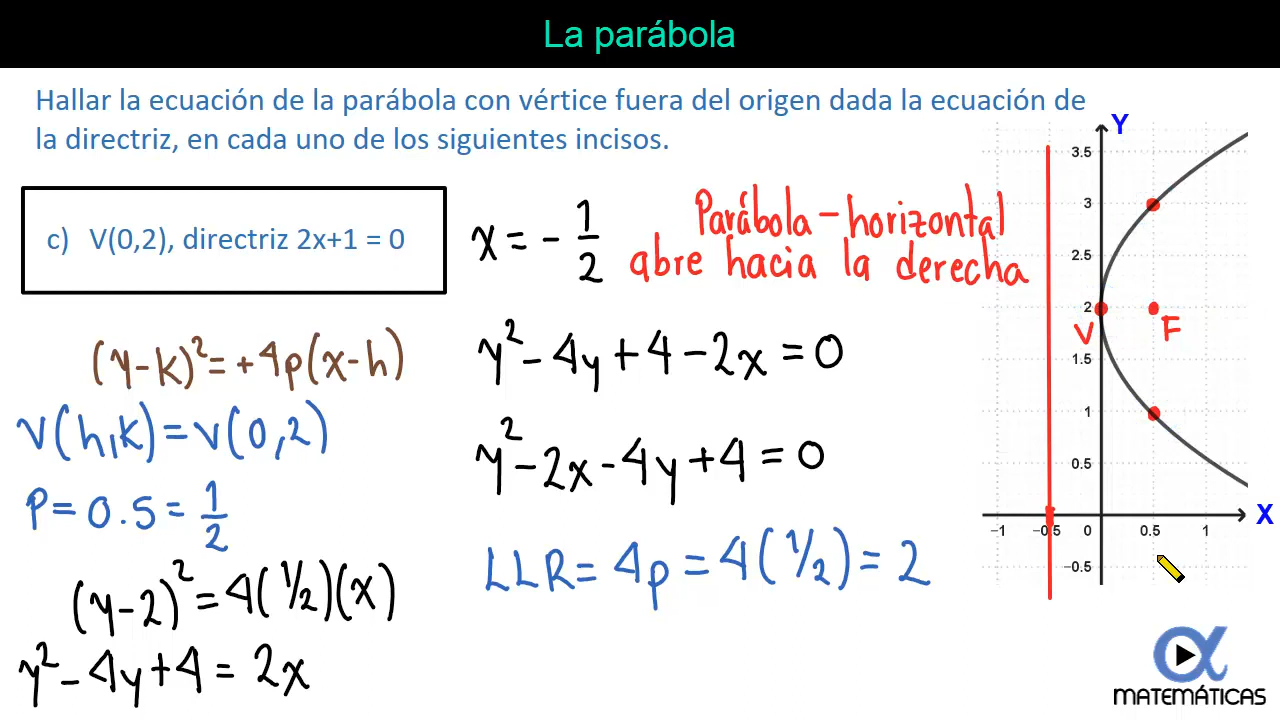 La parábola
Hallar la ecuación de la parábola con vértice fuera del origen dada la ecuación de
la directriz, en cada uno de los siguientes incisos.
c) V(0,2), directriz 2x+1 = 0
x = - 1/2
Parábola - horizontal
abre hacia la derecha
(y-k)² = +4p(x-h)
V(h,k) = V(0,2)
P = 0.5 = 1/2
(y-2)² = 4(1/2)(x)
y² - 4y + 4 = 2x
y² - 4y + 4 - 2x = 0
y² - 2x - 4y + 4 = 0
LLR = 4p = 4(1/2) = 2
Y
3.5
3
2.5
2
V
F
1.5
1
0.5
X
−1
−0.5
0
0.5
1
−0.5
MATEMÁTICAS